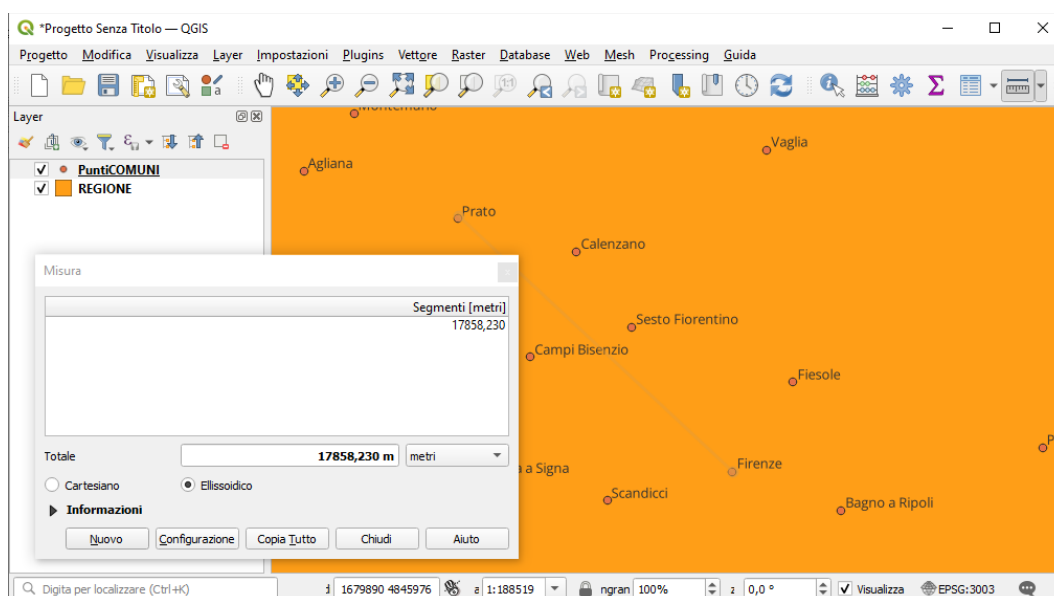 *Progetto Senza Titolo — QGIS
Progetto Modifica Visualizza Layer Impostazioni Plugins Vettore Raster Database Web Mesh Processing Guida
Layer
PuntiCOMUNI
REGIONE
Montemurlo
Vaglia
Agliana
Prato
Calenzano
Sesto Fiorentino
Campi Bisenzio
Fiesole
a Signa
Firenze
Scandicci
Bagno a Ripoli
P
Misura
Segmenti [metri]
17858,230
Totale 17858,230 m metri
Cartesiano Ellissoidico
Informazioni
Nuovo Configurazione Copia Tutto Chiudi Aiuto
Digita per localizzare (Ctrl+K) 1679890 4845976 a 1:188519 ngran 100% z 0,0 ° Visualizza EPSG:3003